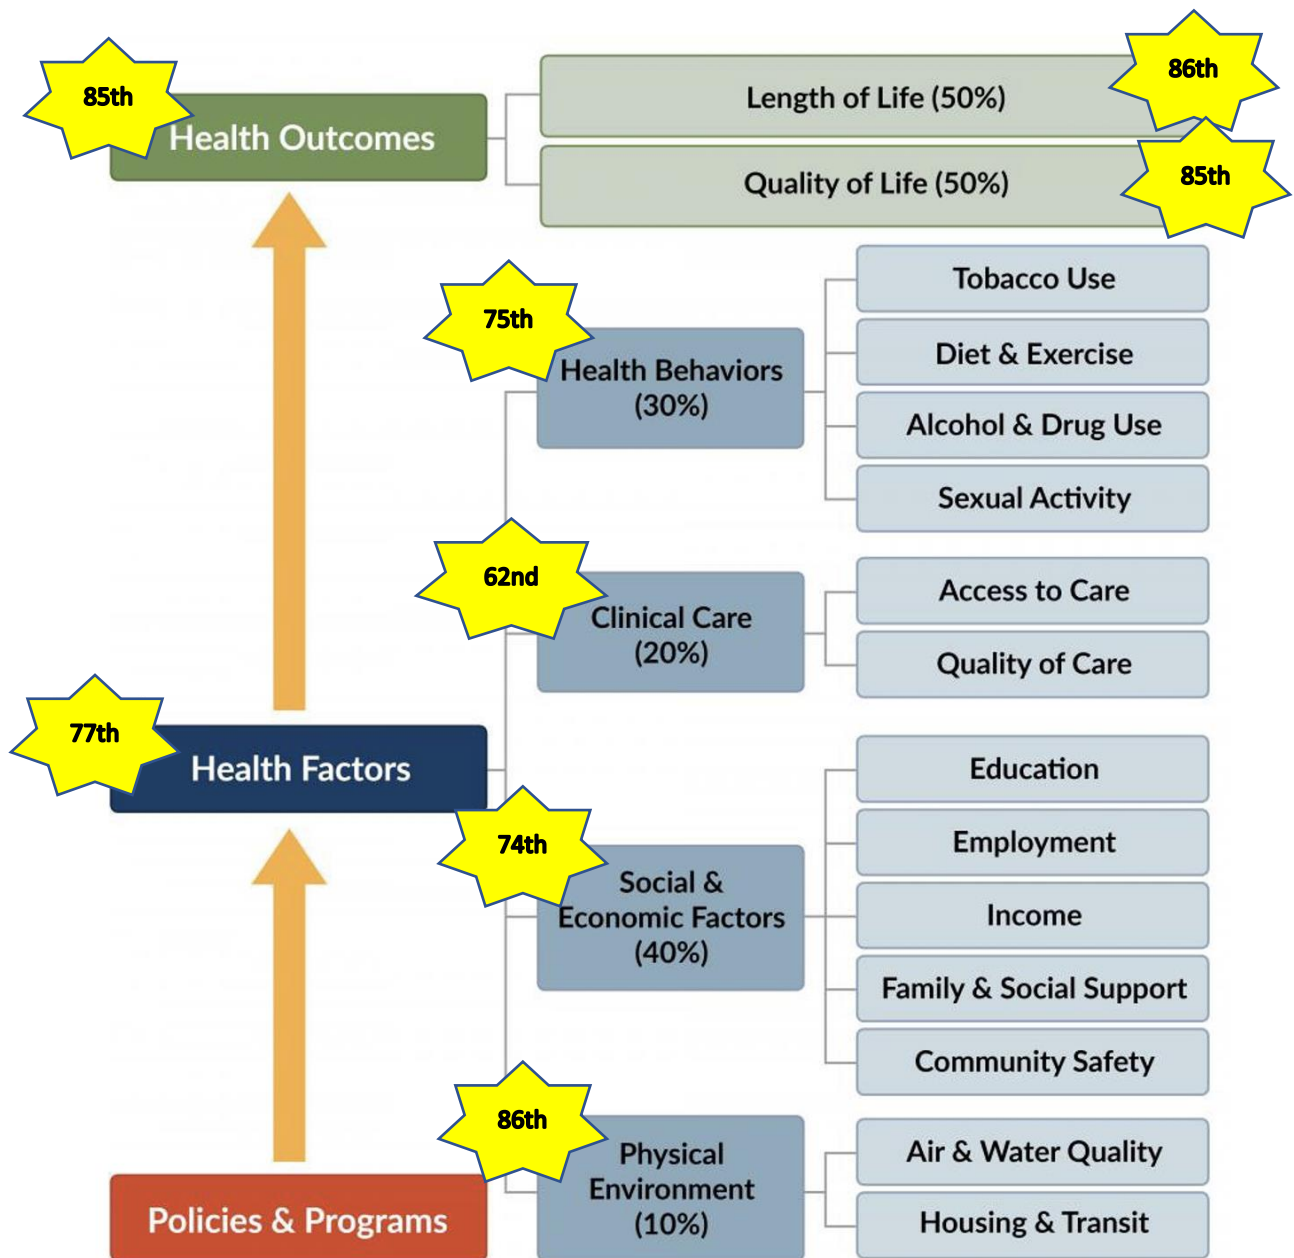 85th
Health Outcomes
Length of Life (50%)
86th
Quality of Life (50%)
85th
75th
Health Behaviors
(30%)
Tobacco Use
Diet & Exercise
Alcohol & Drug Use
Sexual Activity
62nd
Clinical Care
(20%)
Access to Care
Quality of Care
77th
Health Factors
74th
Social &
Economic Factors
(40%)
Education
Employment
Income
Family & Social Support
Community Safety
86th
Physical
Environment
(10%)
Air & Water Quality
Housing & Transit
Policies & Programs